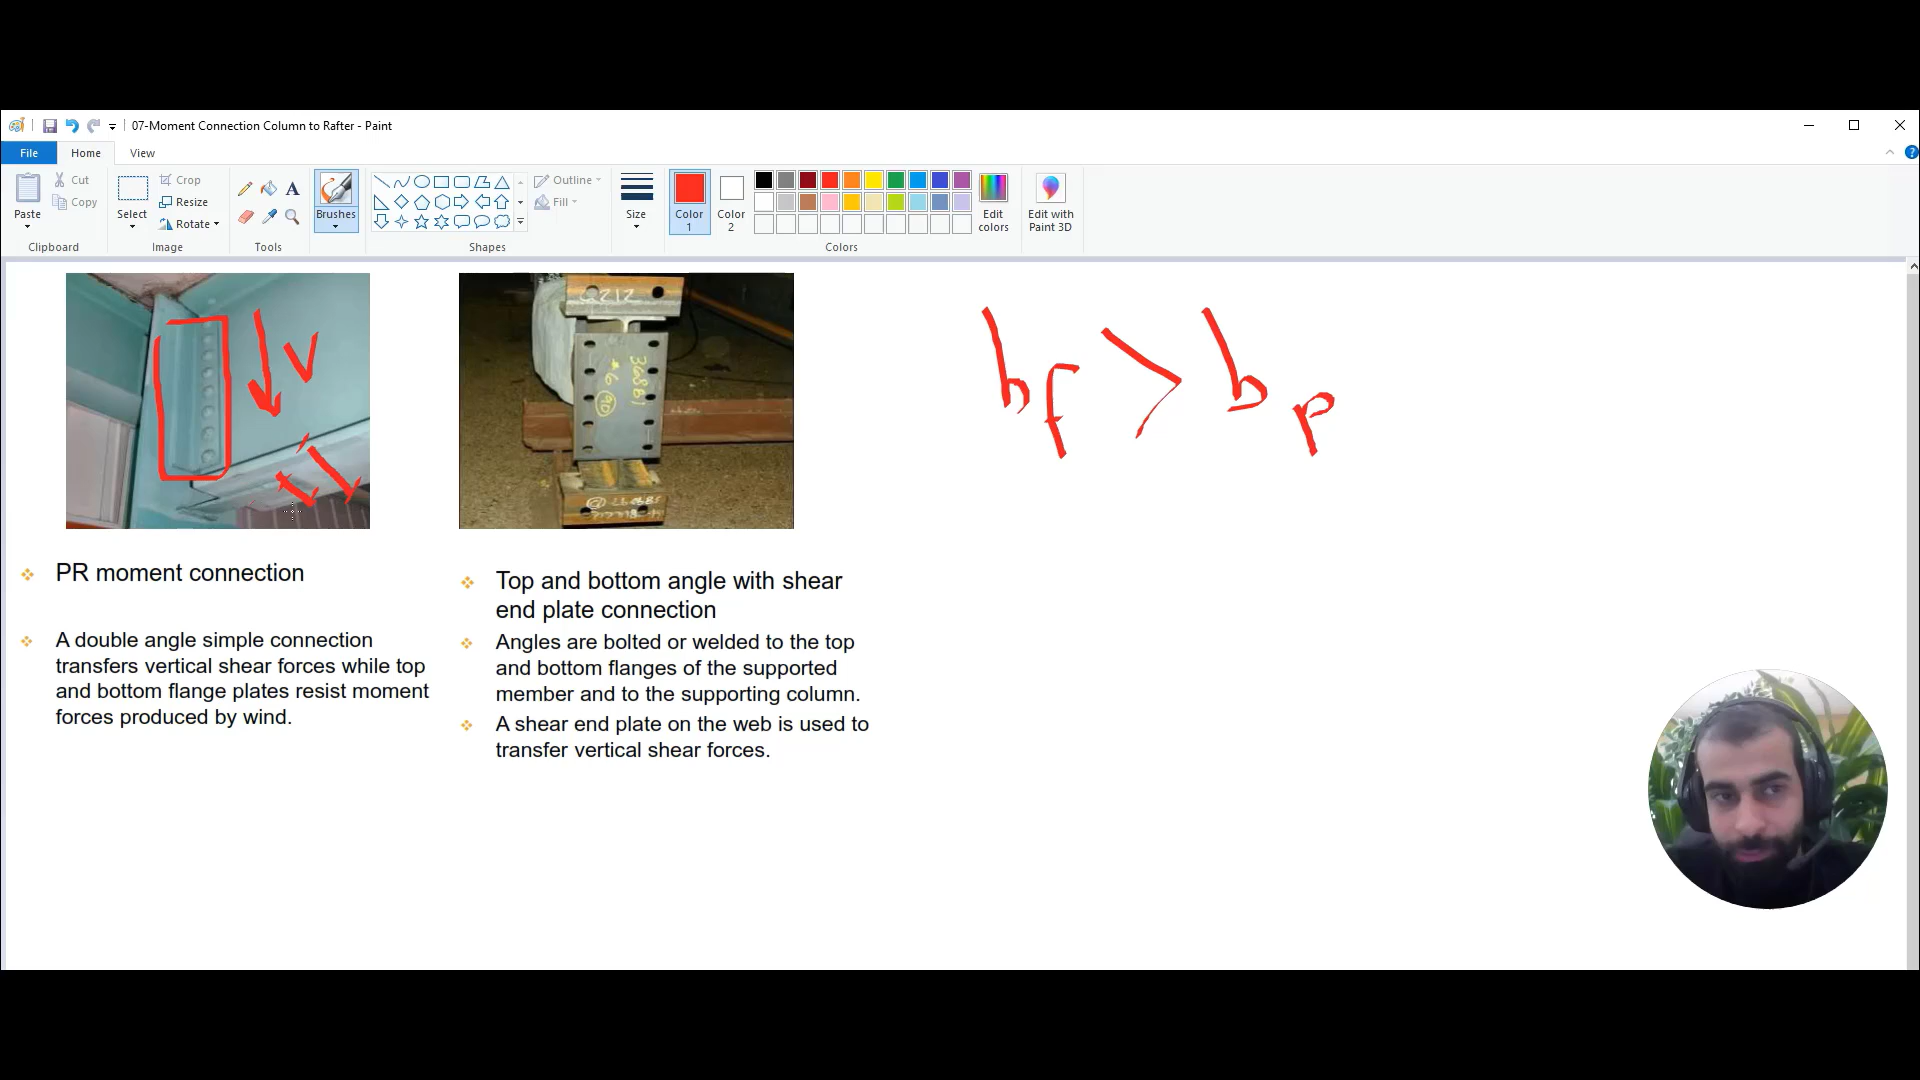 07-Moment Connection Column to Rafter - Paint
File Home View
Paste
Cut
Copy
Clipboard
Select
Crop
Resize
Rotate
Image
A
Tools
Brushes
Shapes
Outline
Fill
Size
Color 1
Color 2
Colors
Edit colors
Edit with Paint 3D
V
36881
b f > b p
PR moment connection
A double angle simple connection
transfers vertical shear forces while top
and bottom flange plates resist moment
forces produced by wind.
Top and bottom angle with shear
end plate connection
Angles are bolted or welded to the top
and bottom flanges of the supported
member and to the supporting column.
A shear end plate on the web is used to
transfer vertical shear forces.